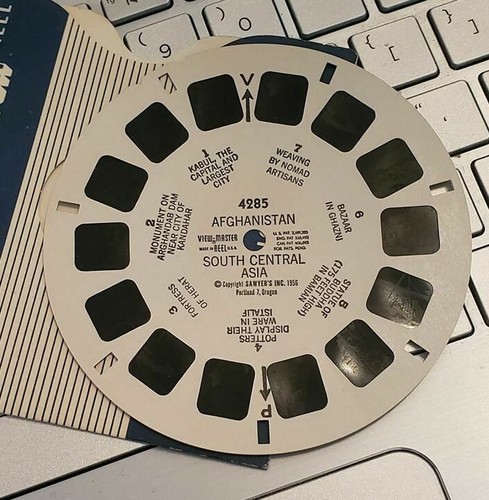 V
1
KABUL, THE
CAPITAL AND
LARGEST
CITY
7
WEAVING
BY NOMAD
ARTISANS
4285
AFGHANISTAN
2
MONUMENT ON
ARGHANDAB DAM
NEAR CITY OF
KANDAHAR
6
BAZAAR
IN GHAZNI
VIEW-MASTER
MADE IN REEL U.S.A.
SOUTH CENTRAL
ASIA
© Copyright SAWYER'S INC. 1956
Portland 7, Oregon
3
FORTRESS
OF HERAT
STATUE OF
BUDDHA
(175 FEET HIGH)
IN BAMIAN
4
POTTERS
DISPLAY THEIR
WARE IN
ISTALIF
P
9
O
{
[